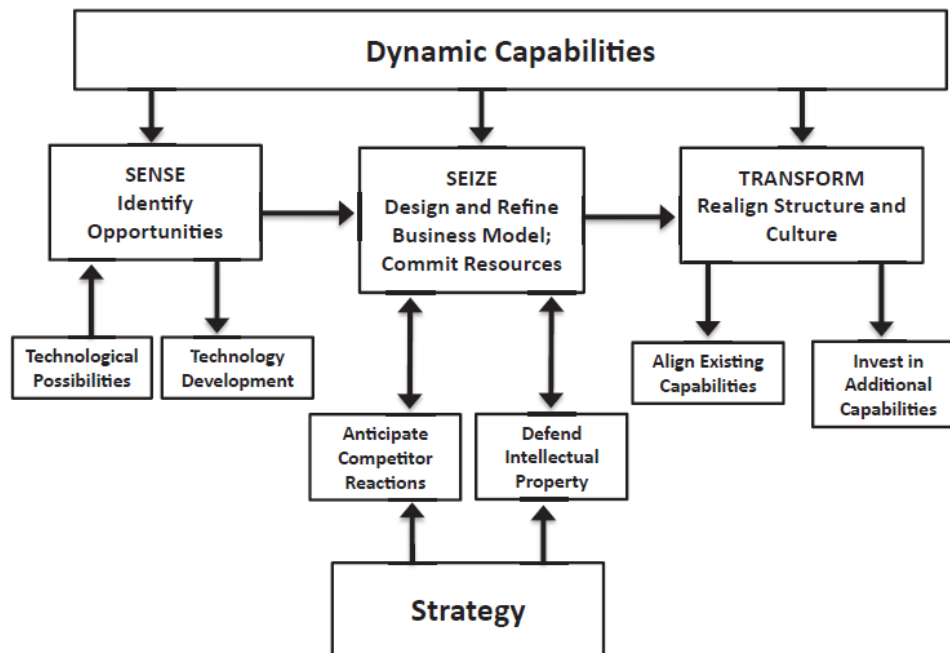 Dynamic Capabilities
SENSE
Identify
Opportunities
SEIZE
Design and Refine
Business Model;
Commit Resources
TRANSFORM
Realign Structure and
Culture
Technological
Possibilities
Technology
Development
Align Existing
Capabilities
Invest in
Additional
Capabilities
Anticipate
Competitor
Reactions
Defend
Intellectual
Property
Strategy